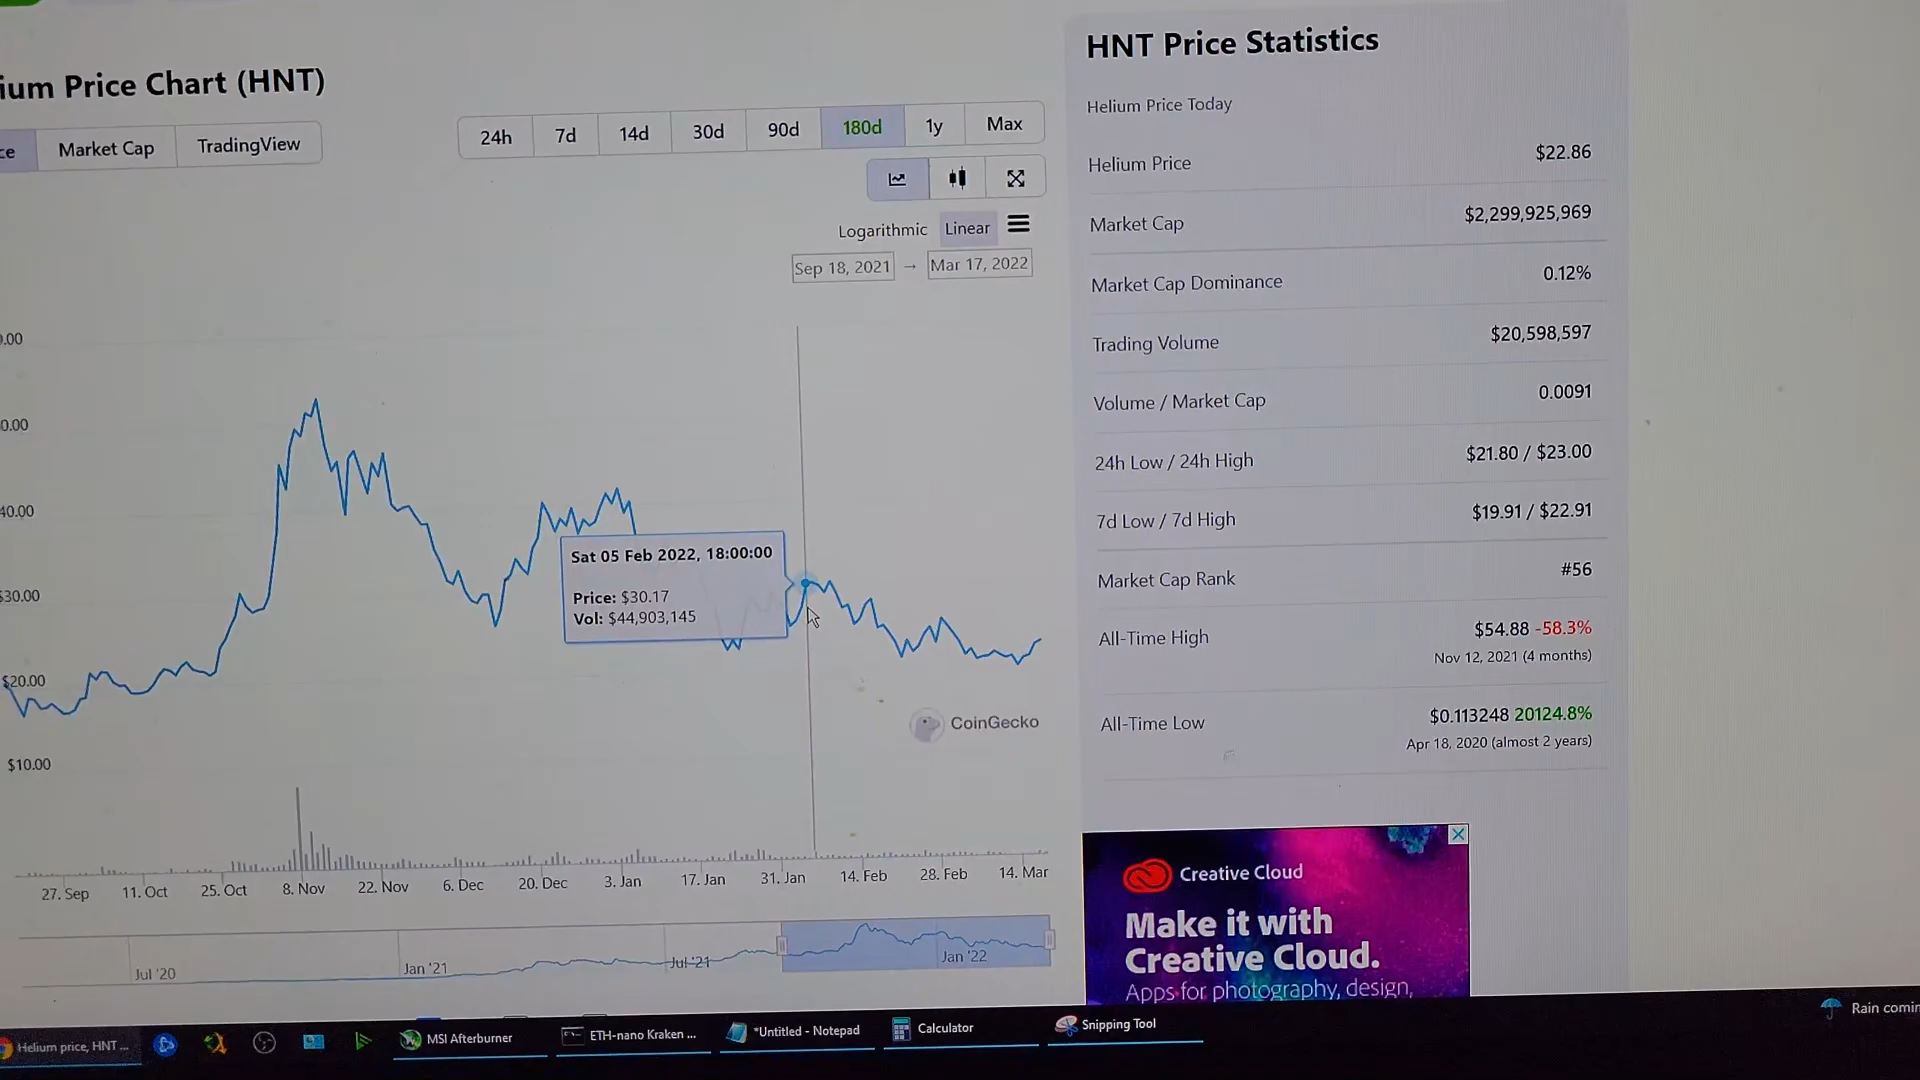 ium Price Chart (HNT)
ce
Market Cap
TradingView
24h
7d
14d
30d
90d
180d
1y
Max
Logarithmic
Linear
Sep 18, 2021 → Mar 17, 2022
0.00
0.00
40.00
$30.00
$20.00
$10.00
Sat 05 Feb 2022, 18:00:00
Price: $30.17
Vol: $44,903,145
CoinGecko
27. Sep
11. Oct
25. Oct
8. Nov
22. Nov
6. Dec
20. Dec
3. Jan
17. Jan
31. Jan
14. Feb
28. Feb
14. Mar
Jul '20
Jan '21
Jul '21
Jan '22
HNT Price Statistics
Helium Price Today
Helium Price $22.86
Market Cap $2,299,925,969
Market Cap Dominance 0.12%
Trading Volume $20,598,597
Volume / Market Cap 0.0091
24h Low / 24h High $21.80 / $23.00
7d Low / 7d High $19.91 / $22.91
Market Cap Rank #56
All-Time High $54.88 -58.3%
Nov 12, 2021 (4 months)
All-Time Low $0.113248 20124.8%
Apr 18, 2020 (almost 2 years)
Creative Cloud
Make it with
Creative Cloud.
Apps for photography, design,
Helium price, HNT ...
MSI Afterburner
ETH-nano Kraken ...
*Untitled - Notepad
Calculator
Snipping Tool
Rain comin